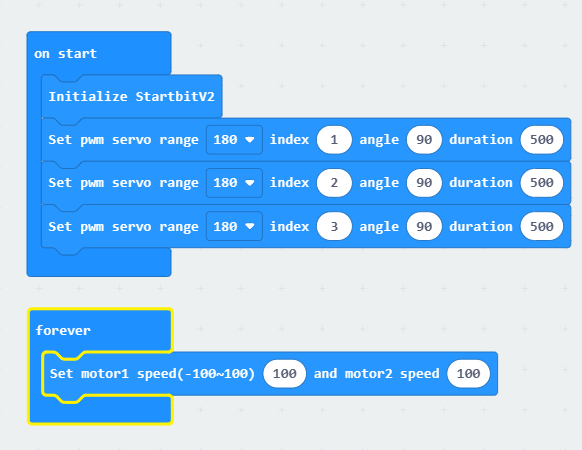 on start
Initialize StartbitV2
Set pwm servo range 180 index 1 angle 90 duration 500
Set pwm servo range 180 index 2 angle 90 duration 500
Set pwm servo range 180 index 3 angle 90 duration 500
forever
Set motor1 speed(-100~100) 100 and motor2 speed 100